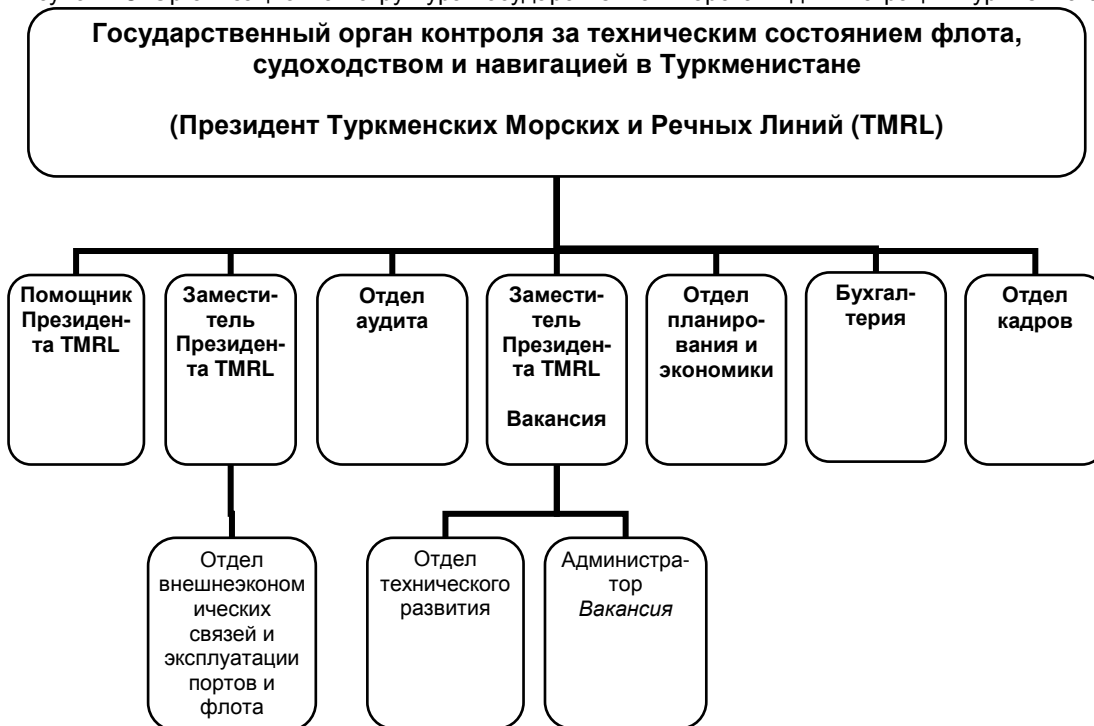 Государственный орган контроля за техническим состоянием флота,
судоходством и навигацией в Туркменистане
(Президент Туркменских Морских и Речных Линий (TMRL)
Помощник
Президен-
та TMRL
Замести-
тель
Президен-
та TMRL
Отдел
аудита
Замести-
тель
Президен-
та TMRL
Вакансия
Отдел
планиро-
вания и
экономики
Бухгал-
терия
Отдел
кадров
Отдел
внешнеэконом
ических
связей и
эксплуатации
портов и
флота
Отдел
технического
развития
Администра-
тор
Вакансия